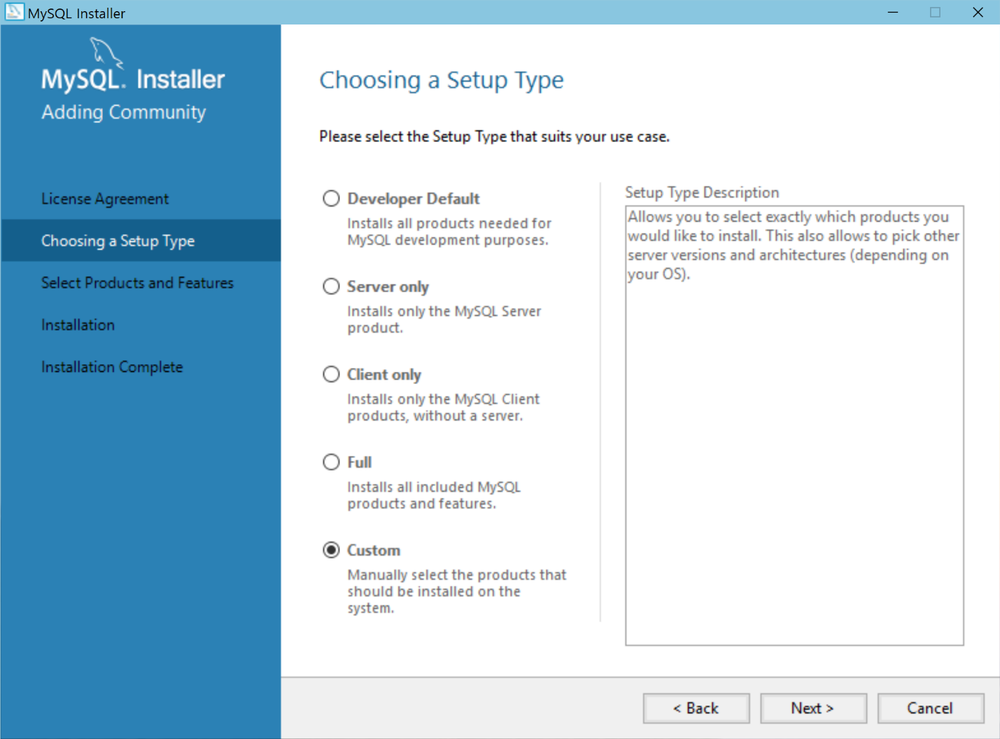 MySQL Installer
MySQL. Installer
Adding Community
License Agreement
Choosing a Setup Type
Select Products and Features
Installation
Installation Complete
Choosing a Setup Type
Please select the Setup Type that suits your use case.
Developer Default
Installs all products needed for
MySQL development purposes.
Server only
Installs only the MySQL Server
product.
Client only
Installs only the MySQL Client
products, without a server.
Full
Installs all included MySQL
products and features.
Custom
Manually select the products that
should be installed on the
system.
Setup Type Description
Allows you to select exactly which products you
would like to install. This also allows to pick other
server versions and architectures (depending on
your OS).
< Back
Next >
Cancel